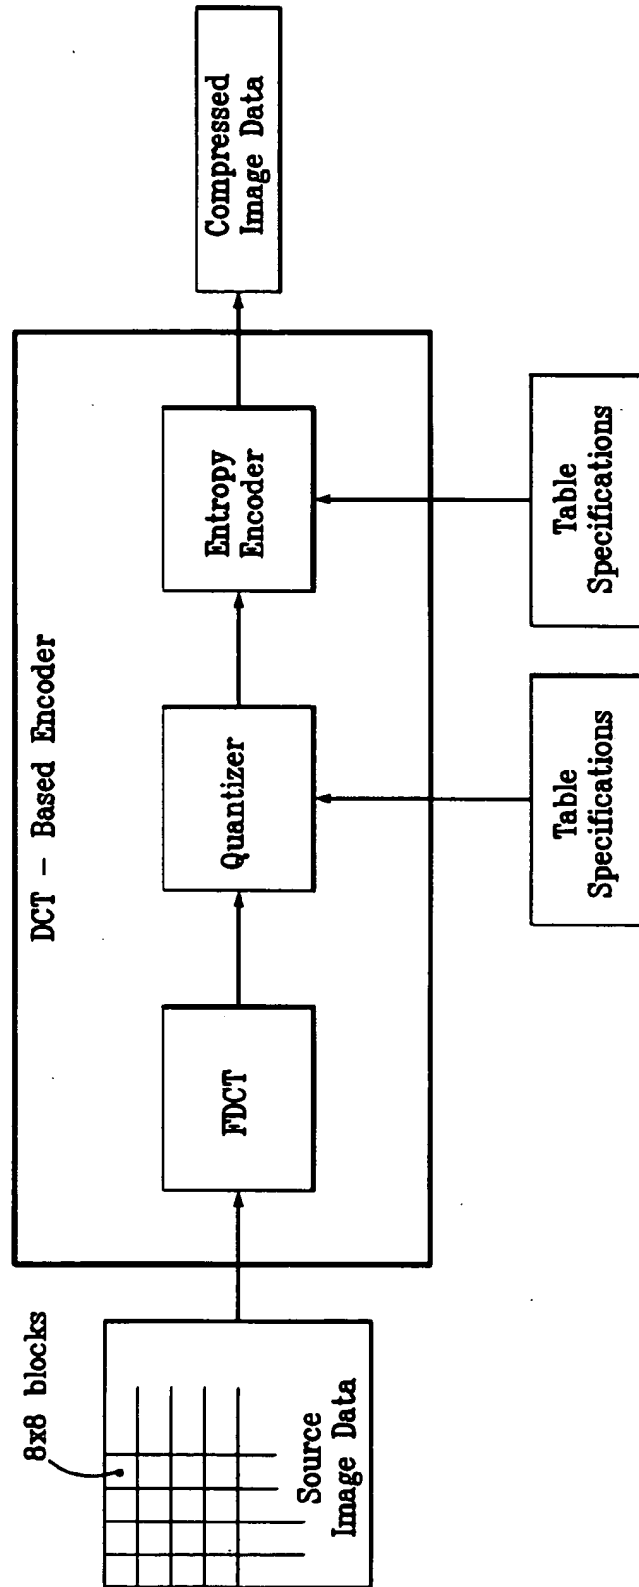 8x8 blocks
Source
Image Data
DCT – Based Encoder
FDCT
Quantizer
Entropy
Encoder
Compressed
Image Data
Table
Specifications
Table
Specifications